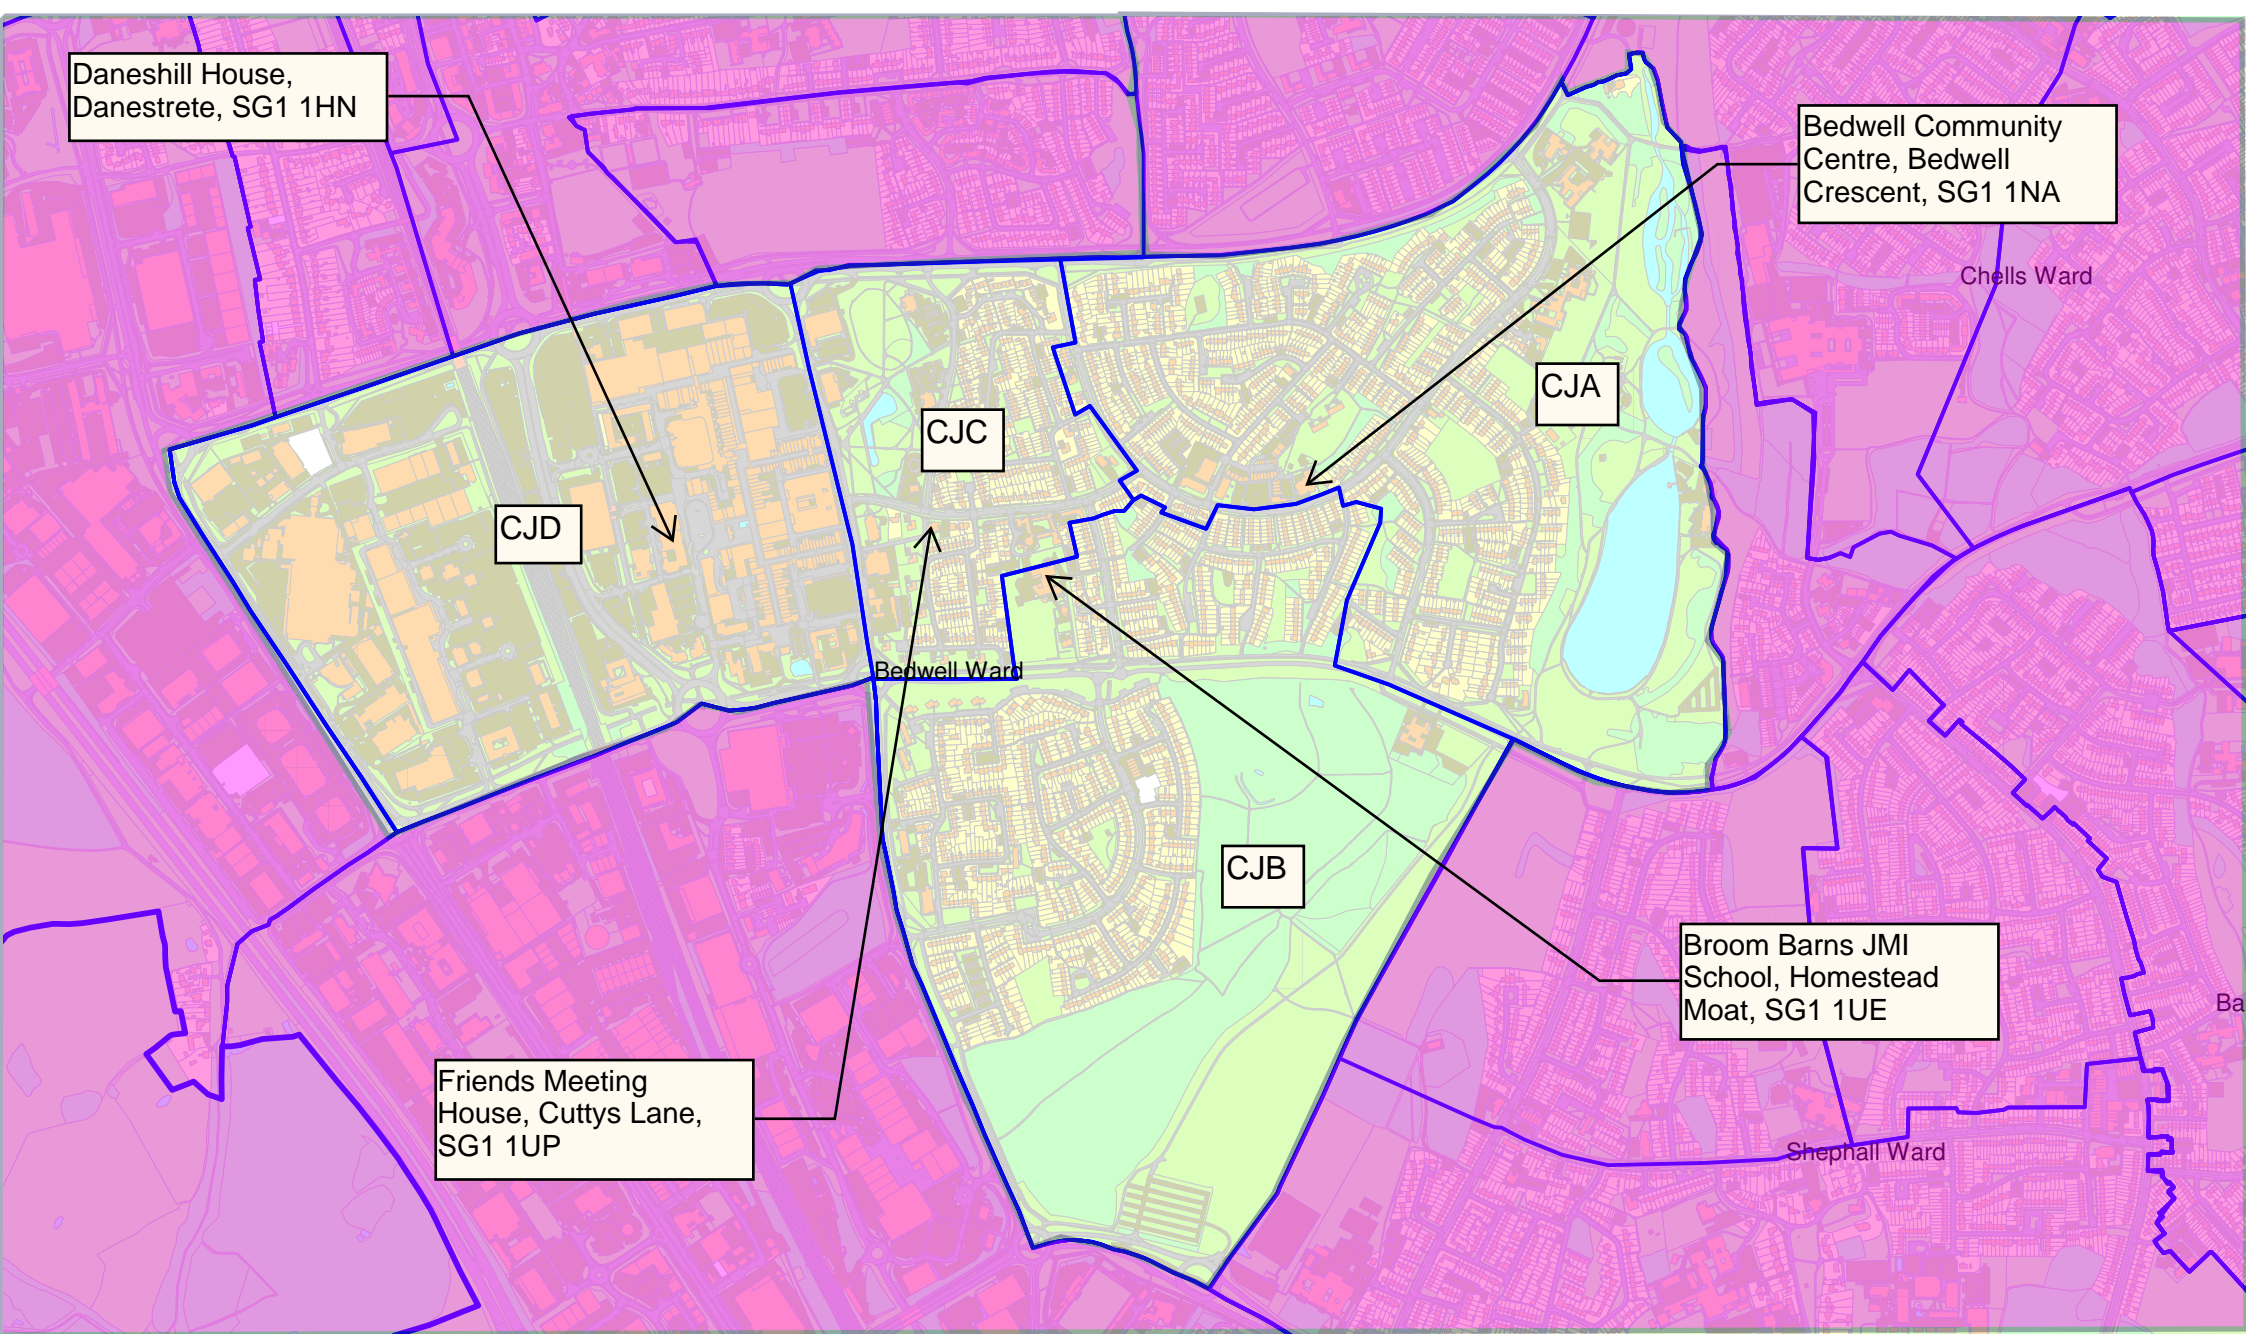 Daneshill House,
Danestrete, SG1 1HN
Bedwell Community
Centre, Bedwell
Crescent, SG1 1NA
Chells Ward
CJA
CJC
CJD
Bedwell Ward
CJB
Broom Barns JMI
School, Homestead
Moat, SG1 1UE
Ba
Friends Meeting
House, Cuttys Lane,
SG1 1UP
Shephall Ward